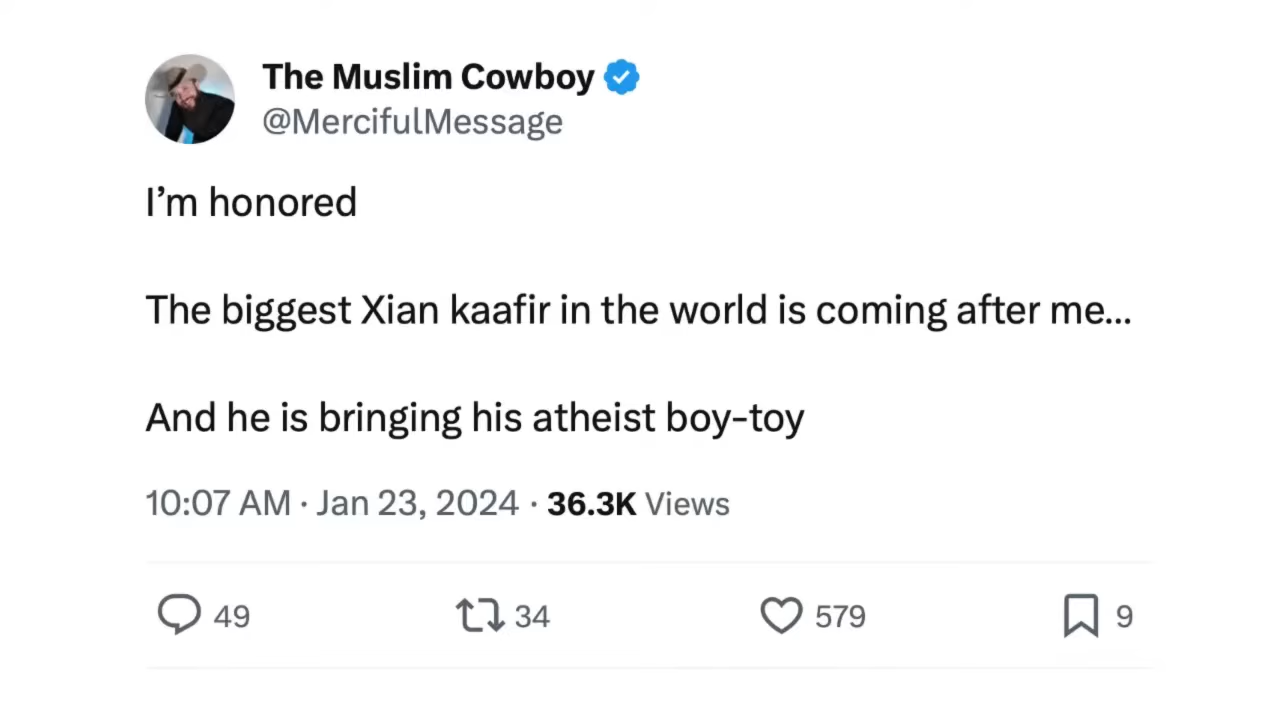 The Muslim Cowboy
@MercifulMessage
I’m honored
The biggest Xian kaafir in the world is coming after me...
And he is bringing his atheist boy-toy
10:07 AM · Jan 23, 2024 · 36.3K Views
49 34 579 9